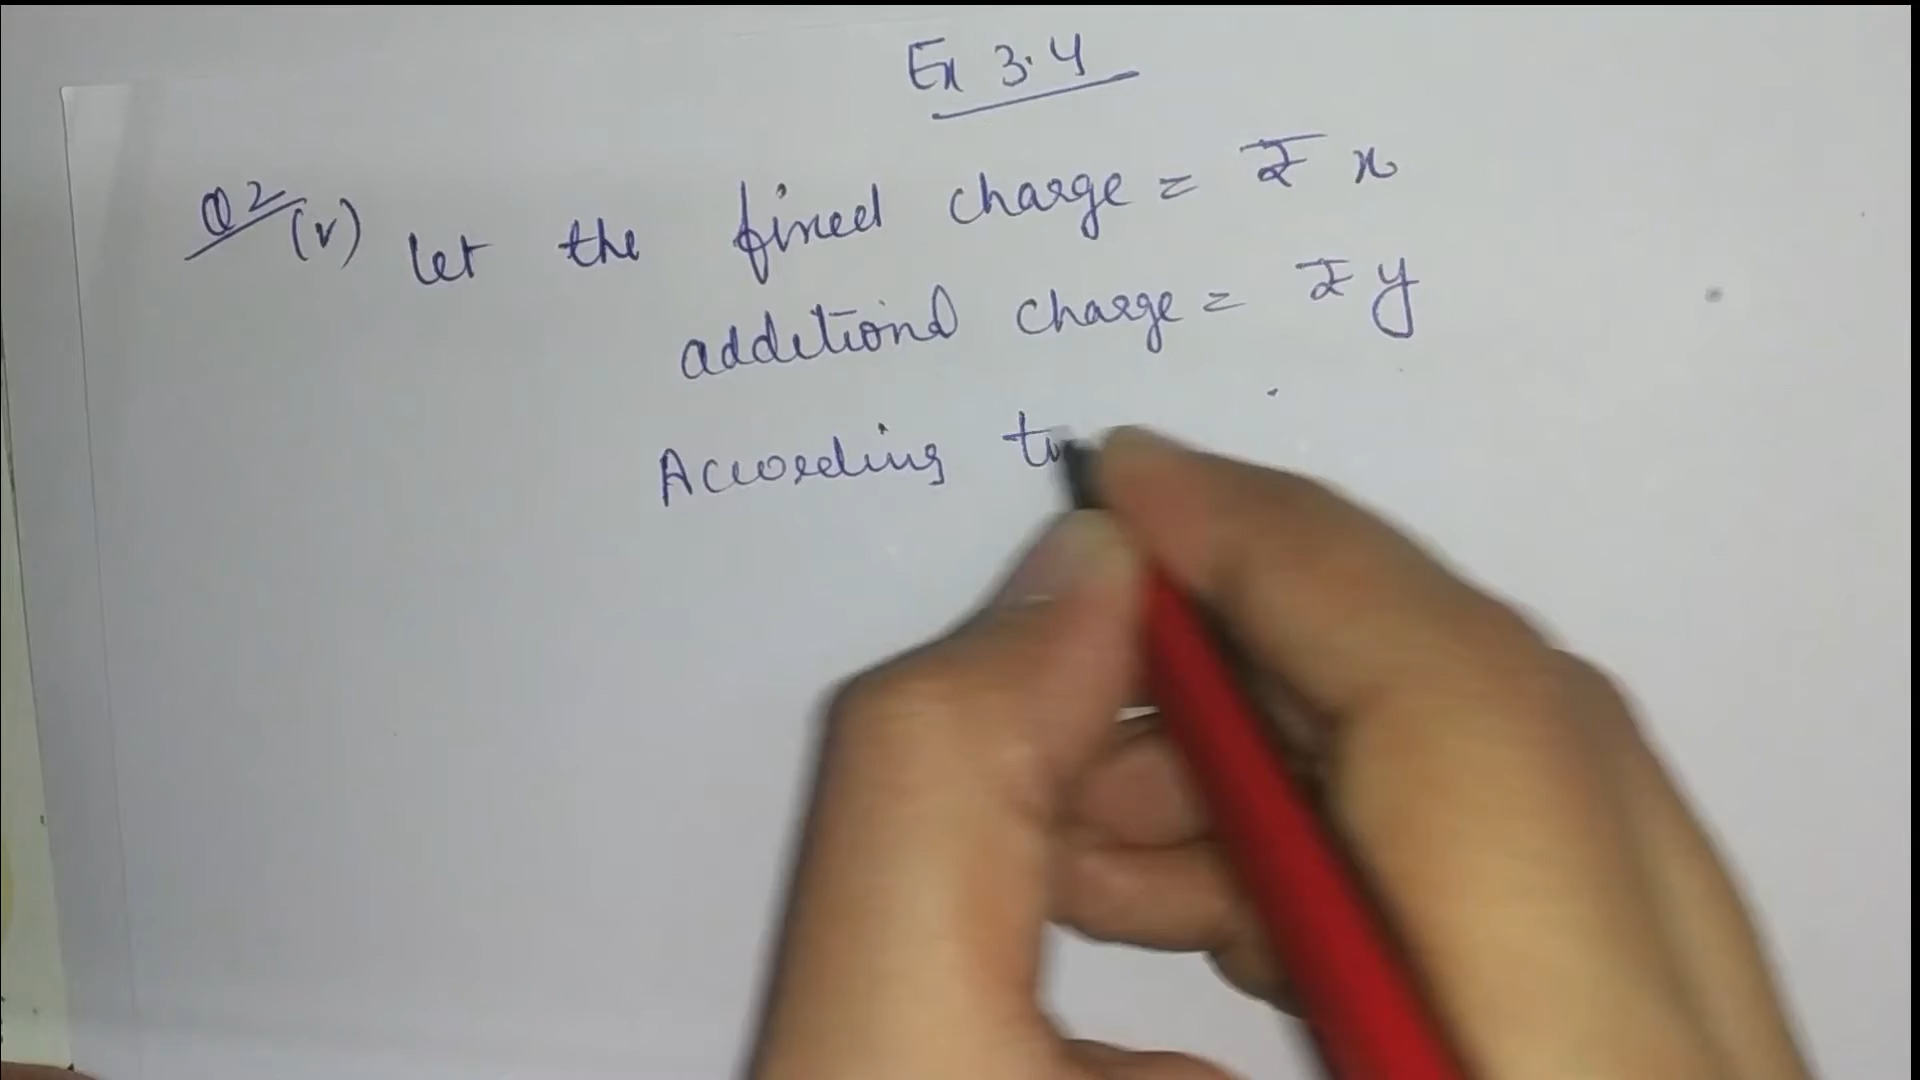 Ex 3.4
Q2 (v) Let the fixed charge = ₹ x
additional charge = ₹ y
According to